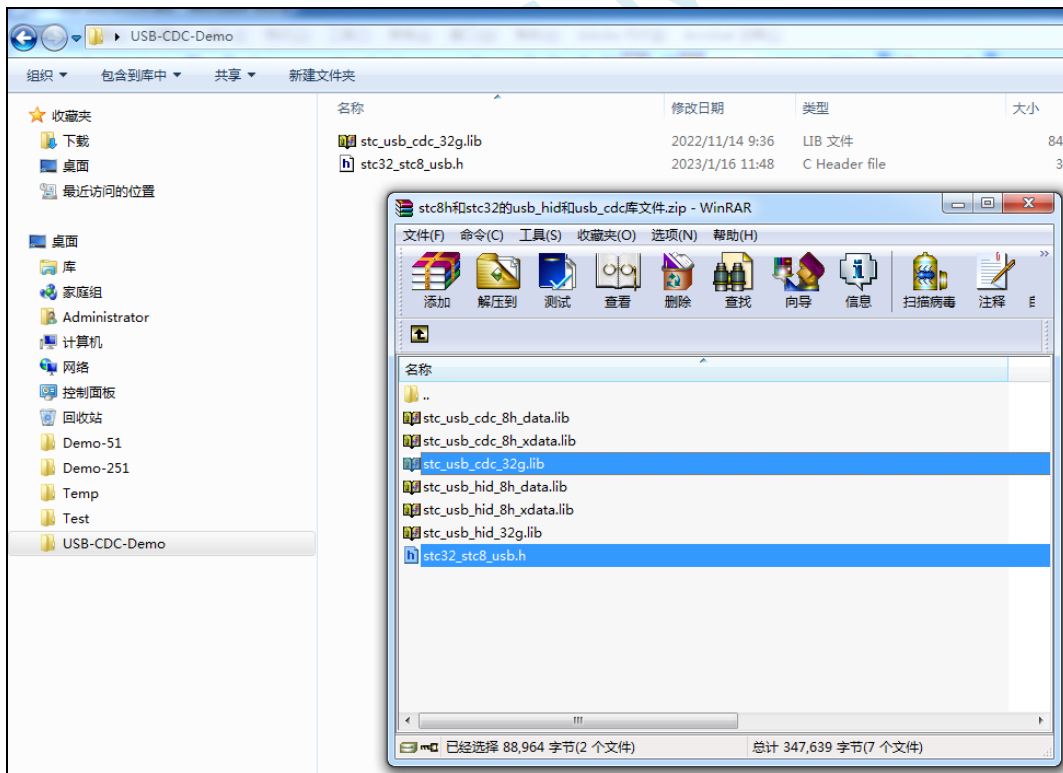 USB-CDC-Demo
组织 包含到库中 共享 新建文件夹
收藏夹
下载
桌面
最近访问的位置
桌面
库
家庭组
Administrator
计算机
网络
控制面板
回收站
Demo-51
Demo-251
Temp
Test
USB-CDC-Demo
名称 修改日期 类型 大小
stc_usb_cdc_32g.lib 2022/11/14 9:36 LIB 文件 84
stc32_stc8_usb.h 2023/1/16 11:48 C Header file 3
stc8h和stc32的usb_hid和usb_cdc库文件.zip - WinRAR
文件(F) 命令(C) 工具(S) 收藏夹(O) 选项(N) 帮助(H)
添加 解压到 测试 查看 删除 查找 向导 信息 扫描病毒 注释
名称
..
stc_usb_cdc_8h_data.lib
stc_usb_cdc_8h_xdata.lib
stc_usb_cdc_32g.lib
stc_usb_hid_8h_data.lib
stc_usb_hid_8h_xdata.lib
stc_usb_hid_32g.lib
stc32_stc8_usb.h
已经选择 88,964 字节(2 个文件) 总计 347,639 字节(7 个文件)